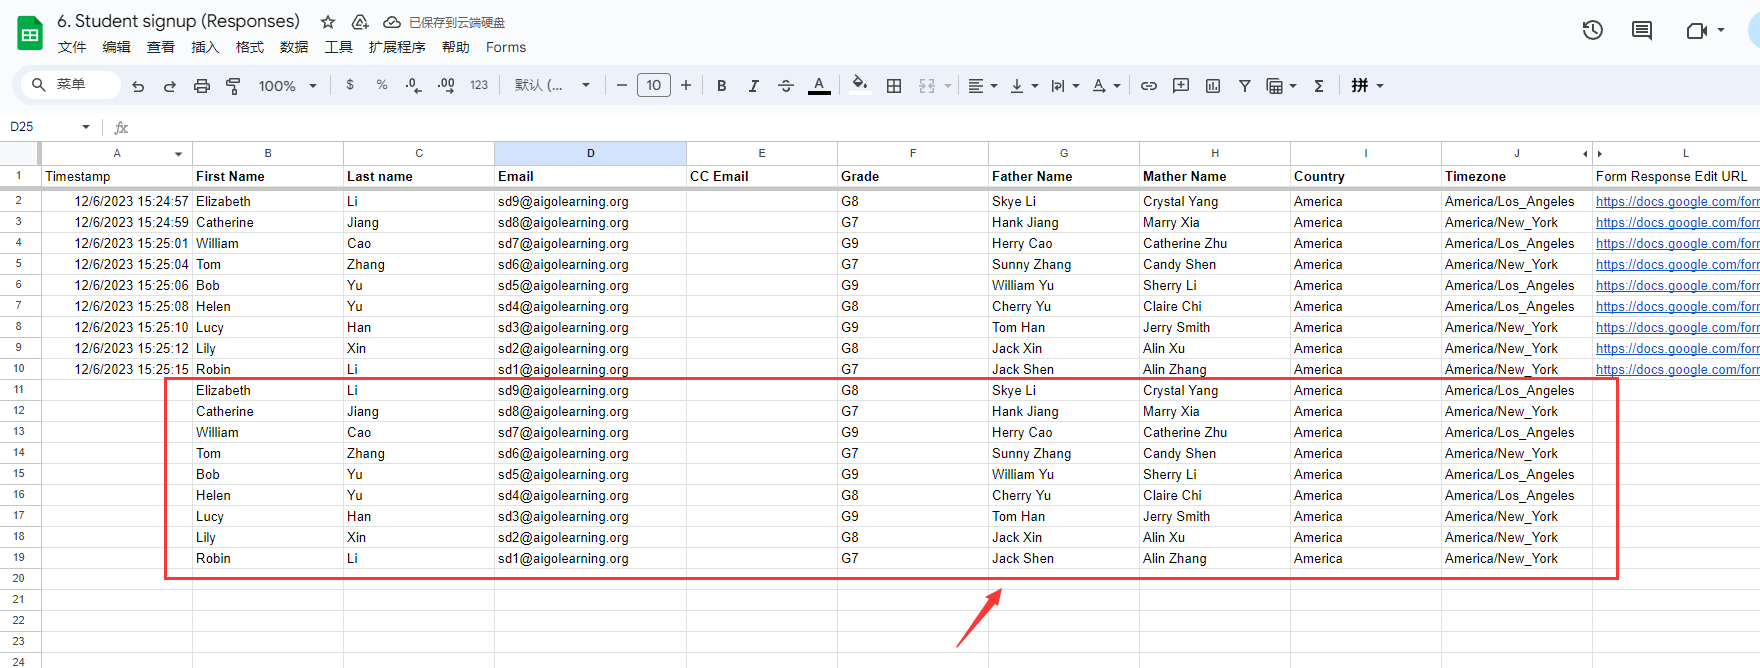 6. Student signup (Responses) 已保存到云端硬盘
文件 编辑 查看 插入 格式 数据 工具 扩展程序 帮助 Forms
菜单 100% $ % .0 .00 123 默认 (... 10 B I A Σ 拼
D25 fx
A B C D E F G H I J L
1 Timestamp First Name Last name Email CC Email Grade Father Name Mather Name Country Timezone Form Response Edit URL
2 12/6/2023 15:24:57 Elizabeth Li sd9@aigolearning.org G8 Skye Li Crystal Yang America America/Los_Angeles https://docs.google.com/for
3 12/6/2023 15:24:59 Catherine Jiang sd8@aigolearning.org G7 Hank Jiang Marry Xia America America/New_York https://docs.google.com/for
4 12/6/2023 15:25:01 William Cao sd7@aigolearning.org G9 Herry Cao Catherine Zhu America America/Los_Angeles https://docs.google.com/for
5 12/6/2023 15:25:04 Tom Zhang sd6@aigolearning.org G7 Sunny Zhang Candy Shen America America/New_York https://docs.google.com/for
6 12/6/2023 15:25:06 Bob Yu sd5@aigolearning.org G9 William Yu Sherry Li America America/Los_Angeles https://docs.google.com/for
7 12/6/2023 15:25:08 Helen Yu sd4@aigolearning.org G8 Cherry Yu Claire Chi America America/Los_Angeles https://docs.google.com/for
8 12/6/2023 15:25:10 Lucy Han sd3@aigolearning.org G9 Tom Han Jerry Smith America America/New_York https://docs.google.com/for
9 12/6/2023 15:25:12 Lily Xin sd2@aigolearning.org G8 Jack Xin Alin Xu America America/New_York https://docs.google.com/for
10 12/6/2023 15:25:15 Robin Li sd1@aigolearning.org G7 Jack Shen Alin Zhang America America/New_York https://docs.google.com/for
11 Elizabeth Li sd9@aigolearning.org G8 Skye Li Crystal Yang America America/Los_Angeles
12 Catherine Jiang sd8@aigolearning.org G7 Hank Jiang Marry Xia America America/New_York
13 William Cao sd7@aigolearning.org G9 Herry Cao Catherine Zhu America America/Los_Angeles
14 Tom Zhang sd6@aigolearning.org G7 Sunny Zhang Candy Shen America America/New_York
15 Bob Yu sd5@aigolearning.org G9 William Yu Sherry Li America America/Los_Angeles
16 Helen Yu sd4@aigolearning.org G8 Cherry Yu Claire Chi America America/Los_Angeles
17 Lucy Han sd3@aigolearning.org G9 Tom Han Jerry Smith America America/New_York
18 Lily Xin sd2@aigolearning.org G8 Jack Xin Alin Xu America America/New_York
19 Robin Li sd1@aigolearning.org G7 Jack Shen Alin Zhang America America/New_York
20
21
22
23
24